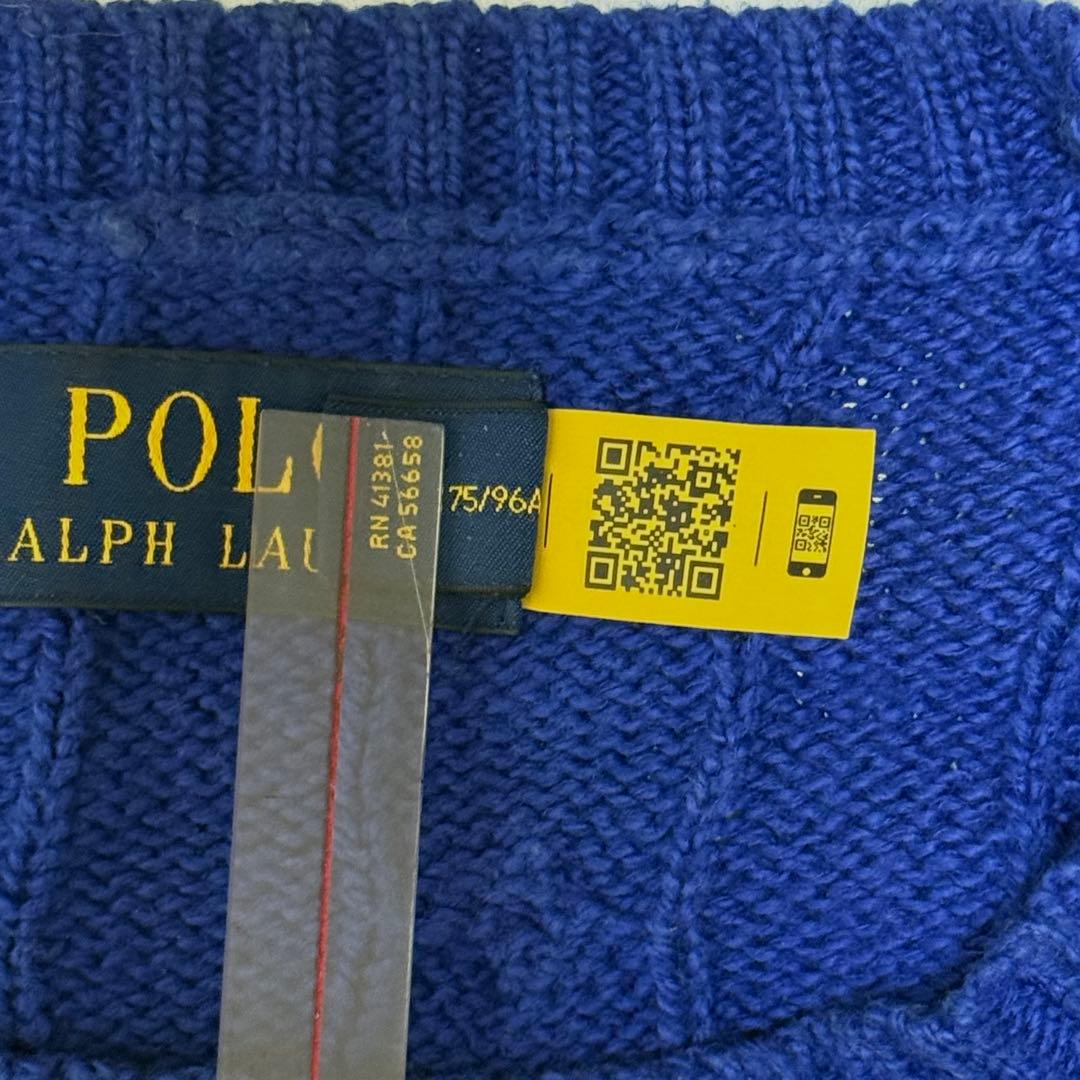 POL
ALPH LAU
RN 41381
CA 56658
75/96A